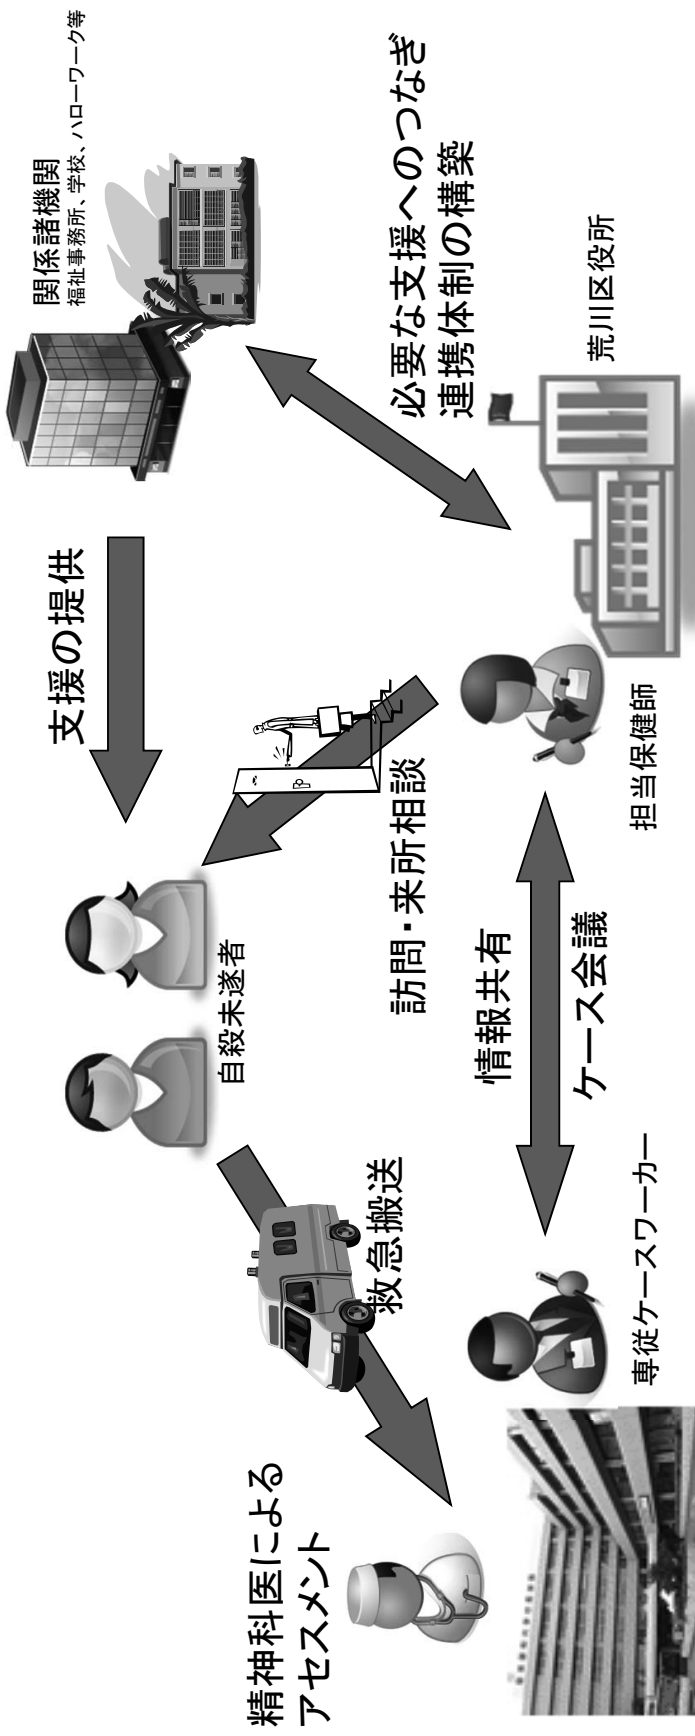 精神科医による
アセスメント
救急搬送
専従ケースワーカー
自殺未遂者
訪問・来所相談
情報共有
ケース会議
支援の提供
担当保健師
関係諸機関
福祉事務所、学校、ハローワーク等
必要な支援へのつなぎ
連携体制の構築
荒川区役所